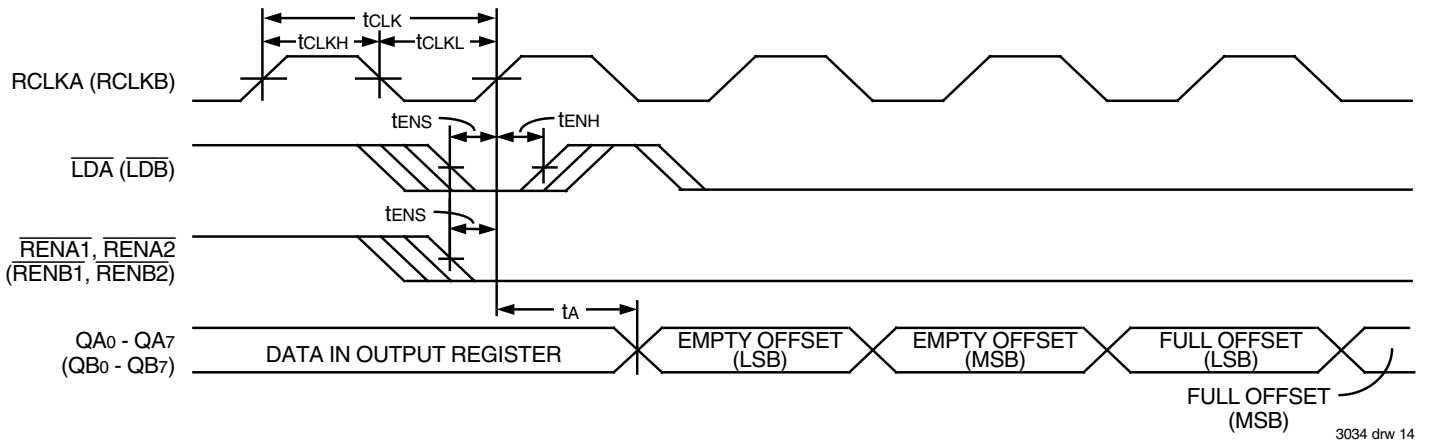 tCLK
tCLKH tCLKL
RCLKA (RCLKB)
tENS tENH
LDA (LDB)
tENS
RENA1, RENA2
(RENB1, RENB2)
tA
QA0 - QA7
(QB0 - QB7)
DATA IN OUTPUT REGISTER
EMPTY OFFSET
(LSB)
EMPTY OFFSET
(MSB)
FULL OFFSET
(LSB)
FULL OFFSET
(MSB)
3034 drw 14